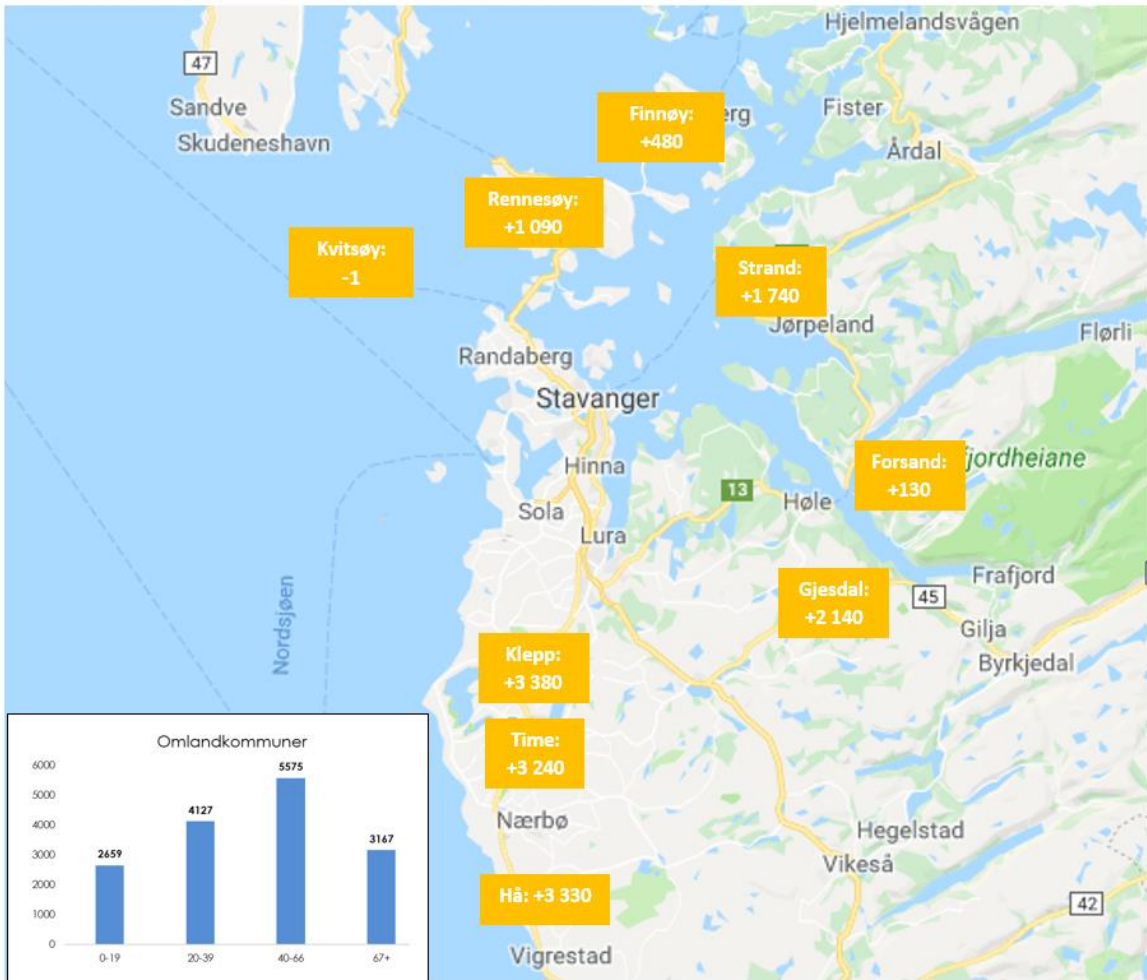 Hjelmelandsvågen
47
Sandve
Skudeneshavn
Finnøy:
+480
erg
Fister
Årdal
Rennesøy:
+1 090
Kvitsøy:
-1
Strand:
+1 740
Jørpeland
Flørli
Randaberg
Stavanger
Hinna
Forsand:
+130
fjordheiane
13
Høle
Sola
Lura
Nordsjøen
Frafjord
Gjesdal:
+2 140
45
Gilja
Byrkjedal
Klepp:
+3 380
Time:
+3 240
Nærbø
Hegelstad
Vikeså
Hå: +3 330
42
Vigrestad
Omlandkommuner
6000
5000
4000
3000
2000
1000
0
2659
4127
5575
3167
0-19
20-39
40-66
67+